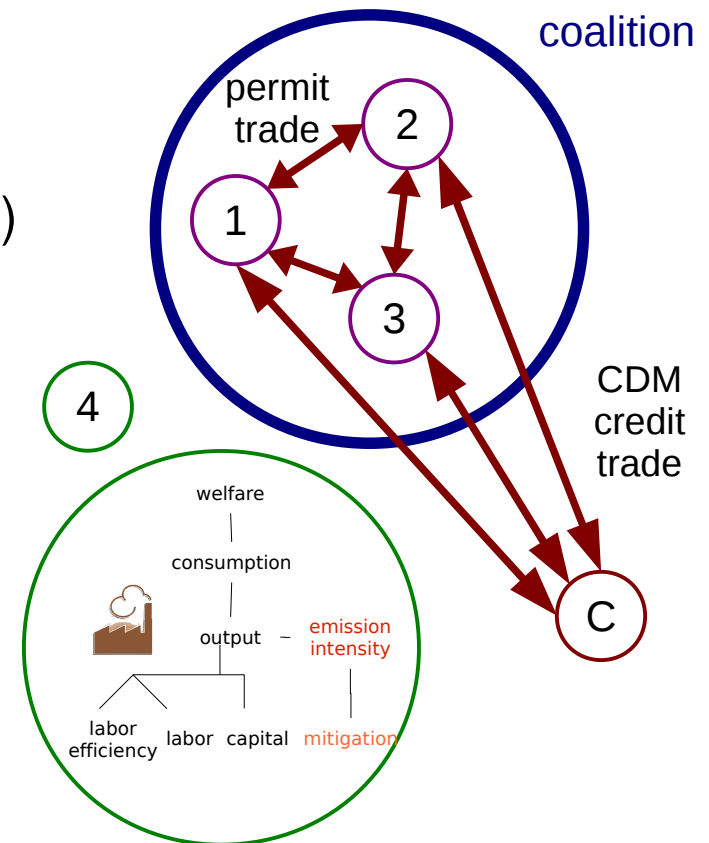 coalition
permit
trade
2
)
1
3
CDM
credit
trade
4
welfare
consumption
output
emission
intensity
C
labor
efficiency
labor
capital
mitigation